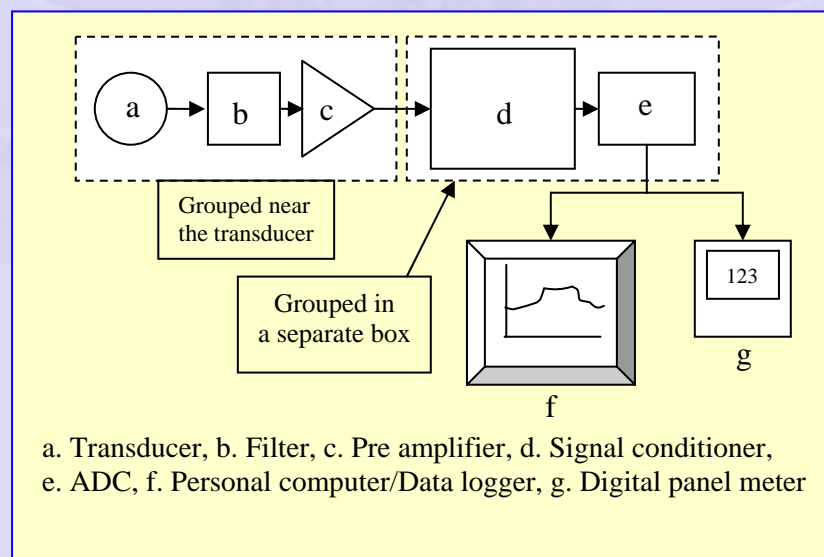 a
b
c
d
e
Grouped near
the transducer
Grouped in
a separate box
123
f
g
a. Transducer, b. Filter, c. Pre amplifier, d. Signal conditioner,
e. ADC, f. Personal computer/Data logger, g. Digital panel meter